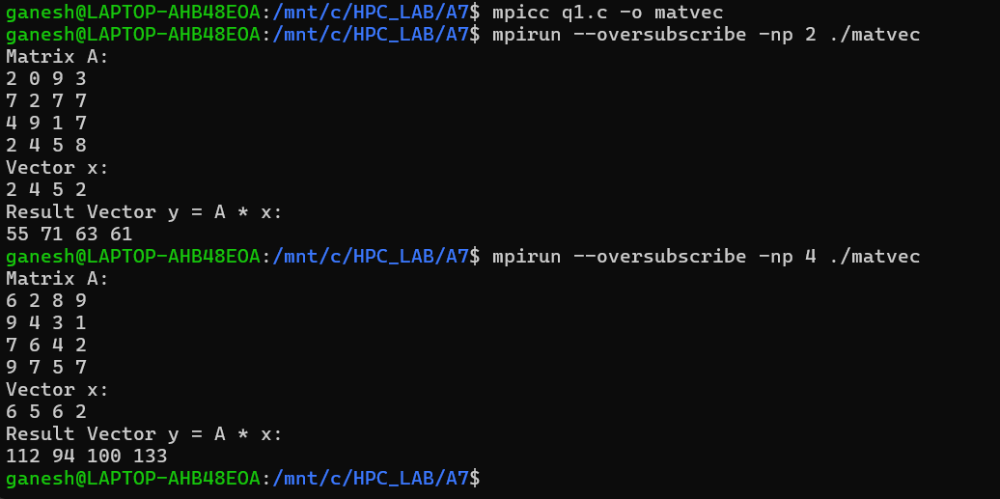 ganesh@LAPTOP-AHB48EOA:/mnt/c/HPC_LAB/A7$ mpicc q1.c -o matvec
ganesh@LAPTOP-AHB48EOA:/mnt/c/HPC_LAB/A7$ mpirun --oversubscribe -np 2 ./matvec
Matrix A:
2 0 9 3
7 2 7 7
4 9 1 7
2 4 5 8
Vector x:
2 4 5 2
Result Vector y = A * x:
55 71 63 61
ganesh@LAPTOP-AHB48EOA:/mnt/c/HPC_LAB/A7$ mpirun --oversubscribe -np 4 ./matvec
Matrix A:
6 2 8 9
9 4 3 1
7 6 4 2
9 7 5 7
Vector x:
6 5 6 2
Result Vector y = A * x:
112 94 100 133
ganesh@LAPTOP-AHB48EOA:/mnt/c/HPC_LAB/A7$